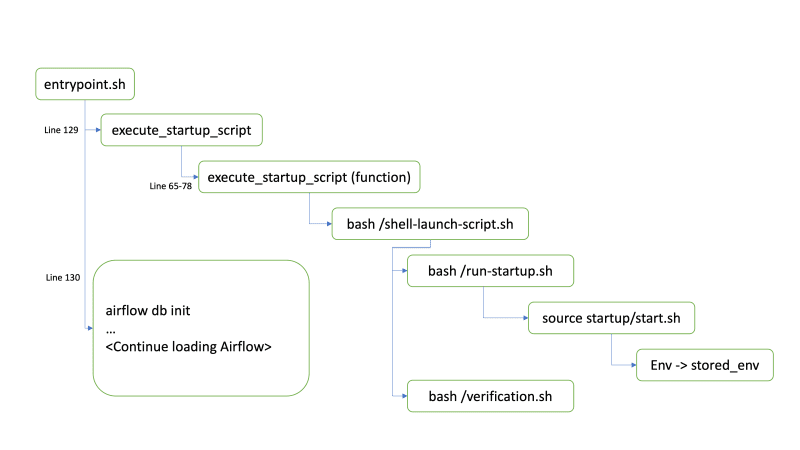 entrypoint.sh
Line 129
execute_startup_script
Line 65-78
execute_startup_script (function)
bash /shell-launch-script.sh
bash /run-startup.sh
Line 130
airflow db init
...
<Continue loading Airflow>
source startup/start.sh
Env -> stored_env
bash /verification.sh